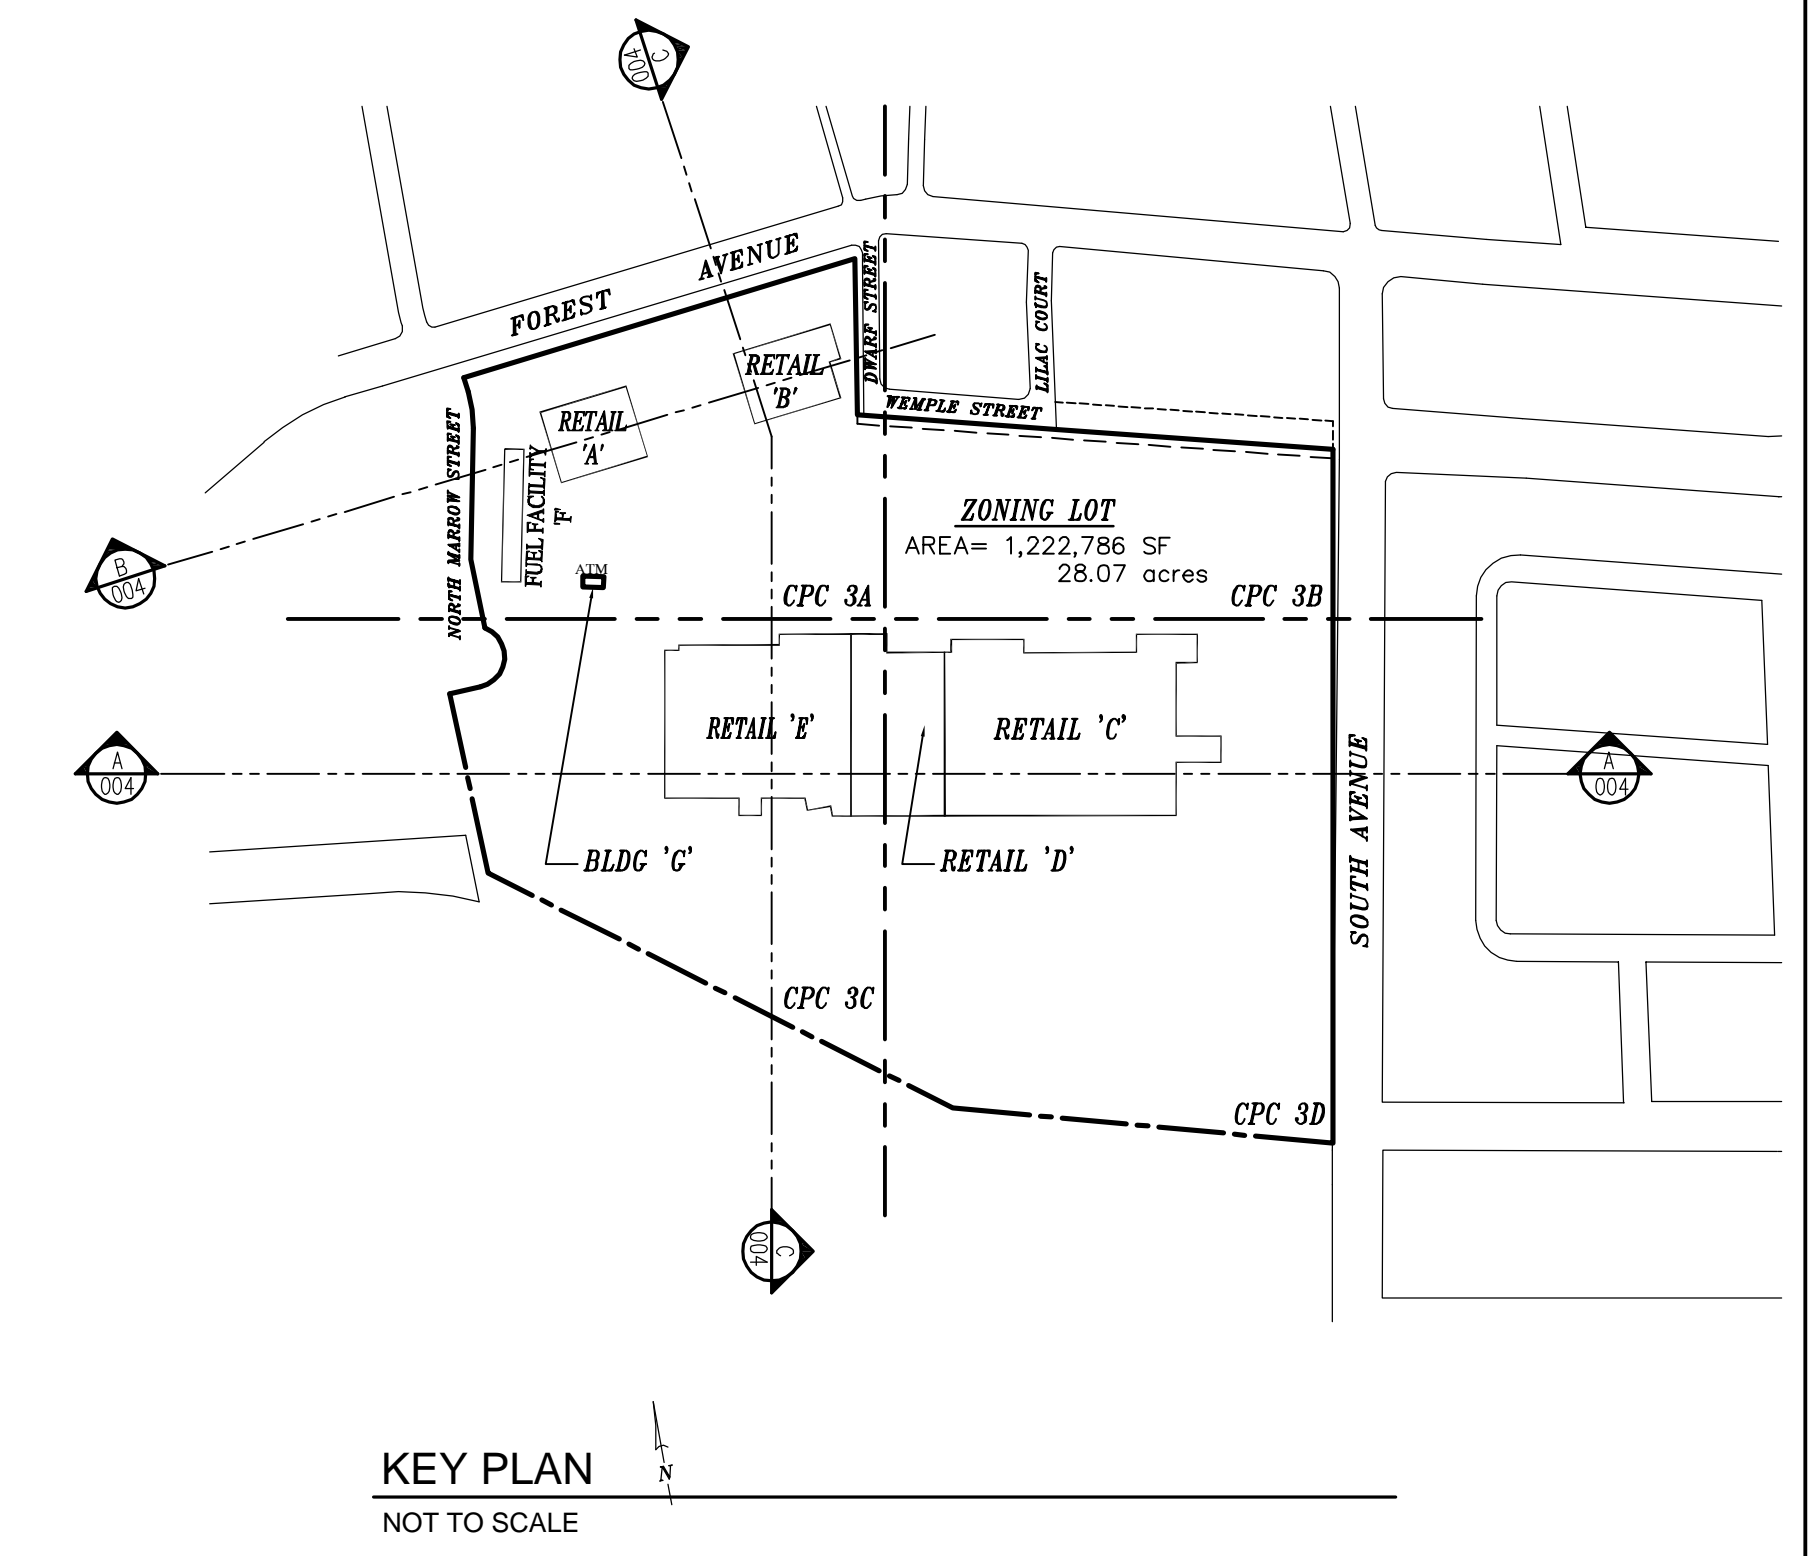 C
004
FOREST AVENUE
DWARF STREET
LILAC COURT
RETAIL
'B'
RETAIL
'A'
WEMPLE STREET
NORTH MARROW STREET
FUEL FACILITY
'F'
ZONING LOT
AREA= 1,222,786 SF
28.07 acres
B
004
ATM
CPC 3A
CPC 3B
RETAIL 'E'
RETAIL 'C'
A
004
A
004
SOUTH AVENUE
BLDG 'G'
RETAIL 'D'
CPC 3C
CPC 3D
C
004
N
KEY PLAN
NOT TO SCALE